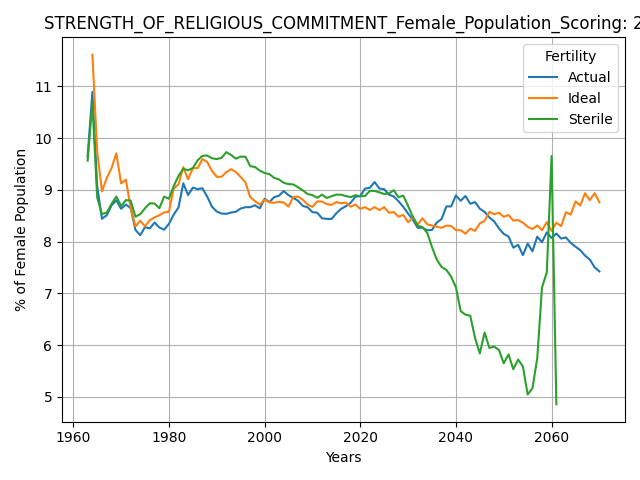 STRENGTH_OF_RELIGIOUS_COMMITMENT_Female_Population_Scoring: 2
Fertility
Actual
Ideal
Sterile
% of Female Population
11
10
9
8
7
6
5
1960 1980 2000 2020 2040 2060
Years